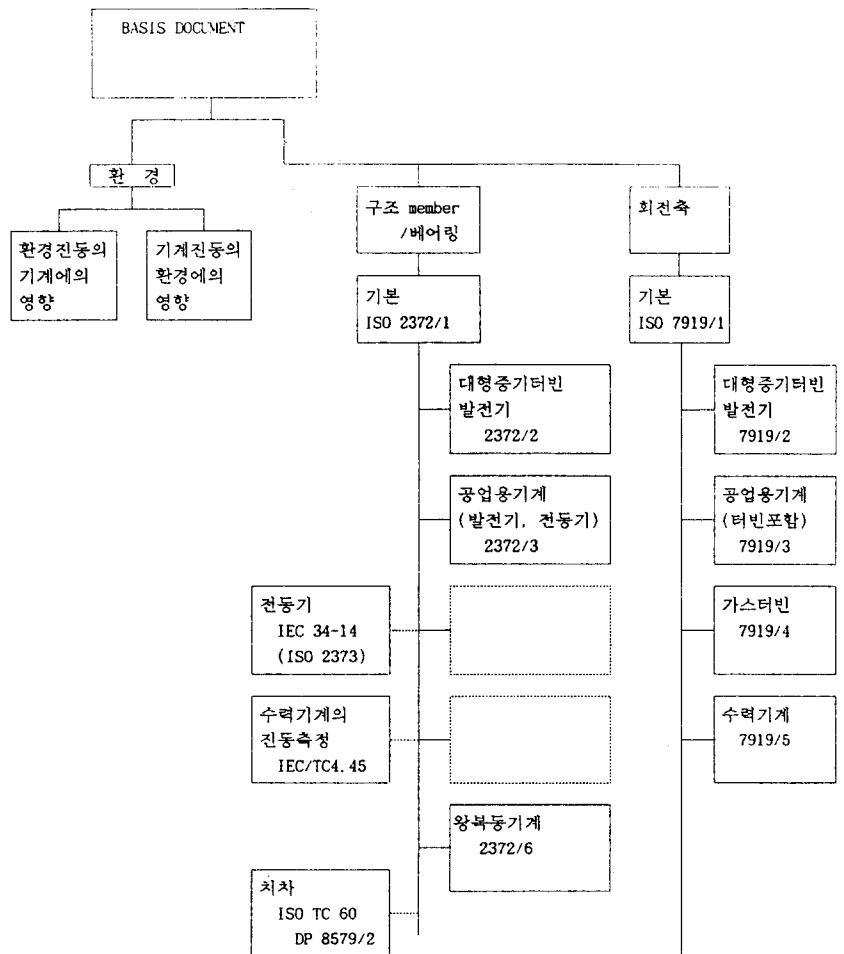 BASIS DOCUMENT
환 경
환경진동의
기계에의
영향
기계진동의
환경에의
영향
구조 member
/베어링
기본
ISO 2372/1
대형증기터빈
발전기
2372/2
공업용기계
(발전기, 전동기)
2372/3
전동기
IEC 34-14
(ISO 2373)
수력기계의
진동측정
IEC/TC4.45
왕복동기계
2372/6
치차
ISO TC 60
DP 8579/2
회전축
기본
ISO 7919/1
대형증기터빈
발전기
7919/2
공업용기계
(터빈포함)
7919/3
가스터빈
7919/4
수력기계
7919/5